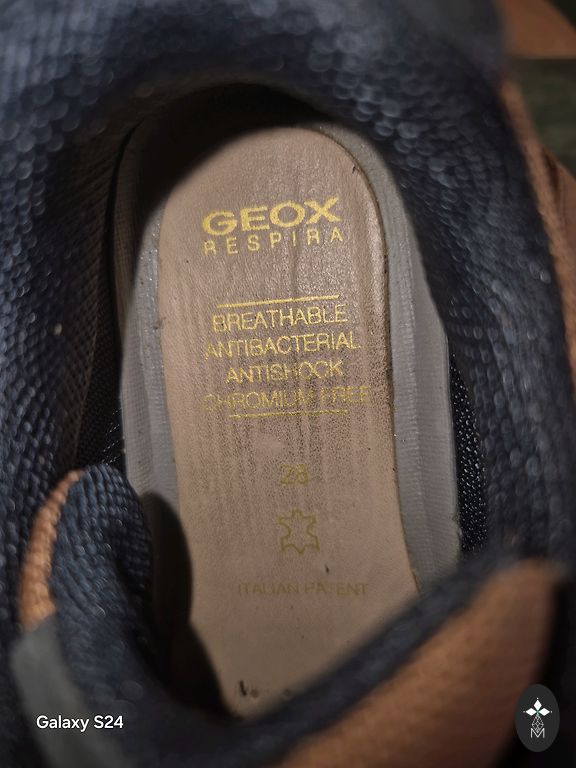 GEOX
RESPIRA
BREATHABLE
ANTIBACTERIAL
ANTISHOCK
CHROMIUM FREE
26
ITALIAN PATENT
Galaxy S24
M